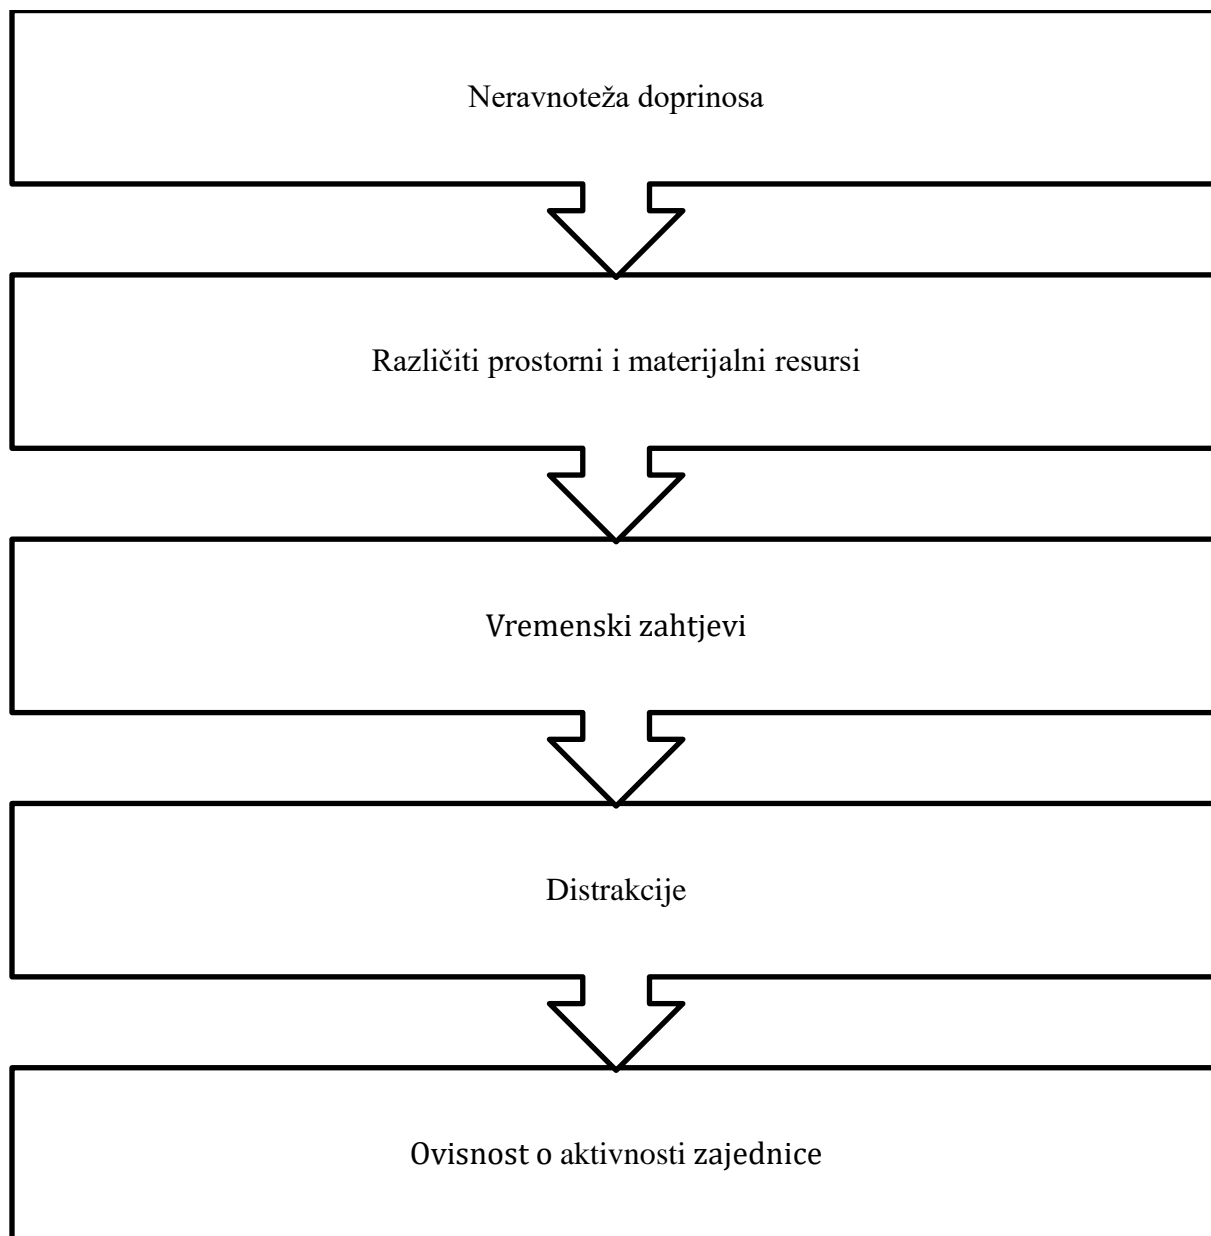 Neravnoteža doprinosa
Različiti prostorni i materijalni resursi
Vremenski zahtjevi
Distrakcije
Ovisnost o aktivnosti zajednice